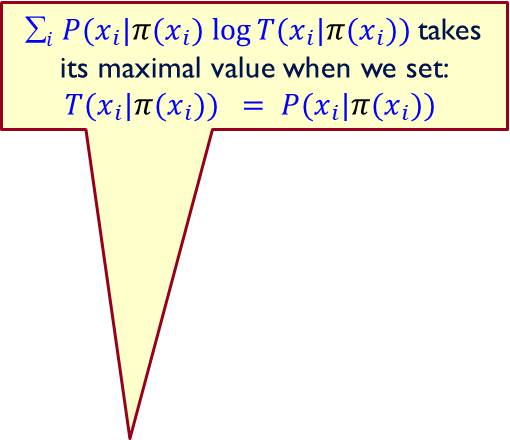 ∑ᵢ P(xᵢ|π(xᵢ) log T(xᵢ|π(xᵢ)) takes
its maximal value when we set:
T(xᵢ|π(xᵢ)) = P(xᵢ|π(xᵢ))